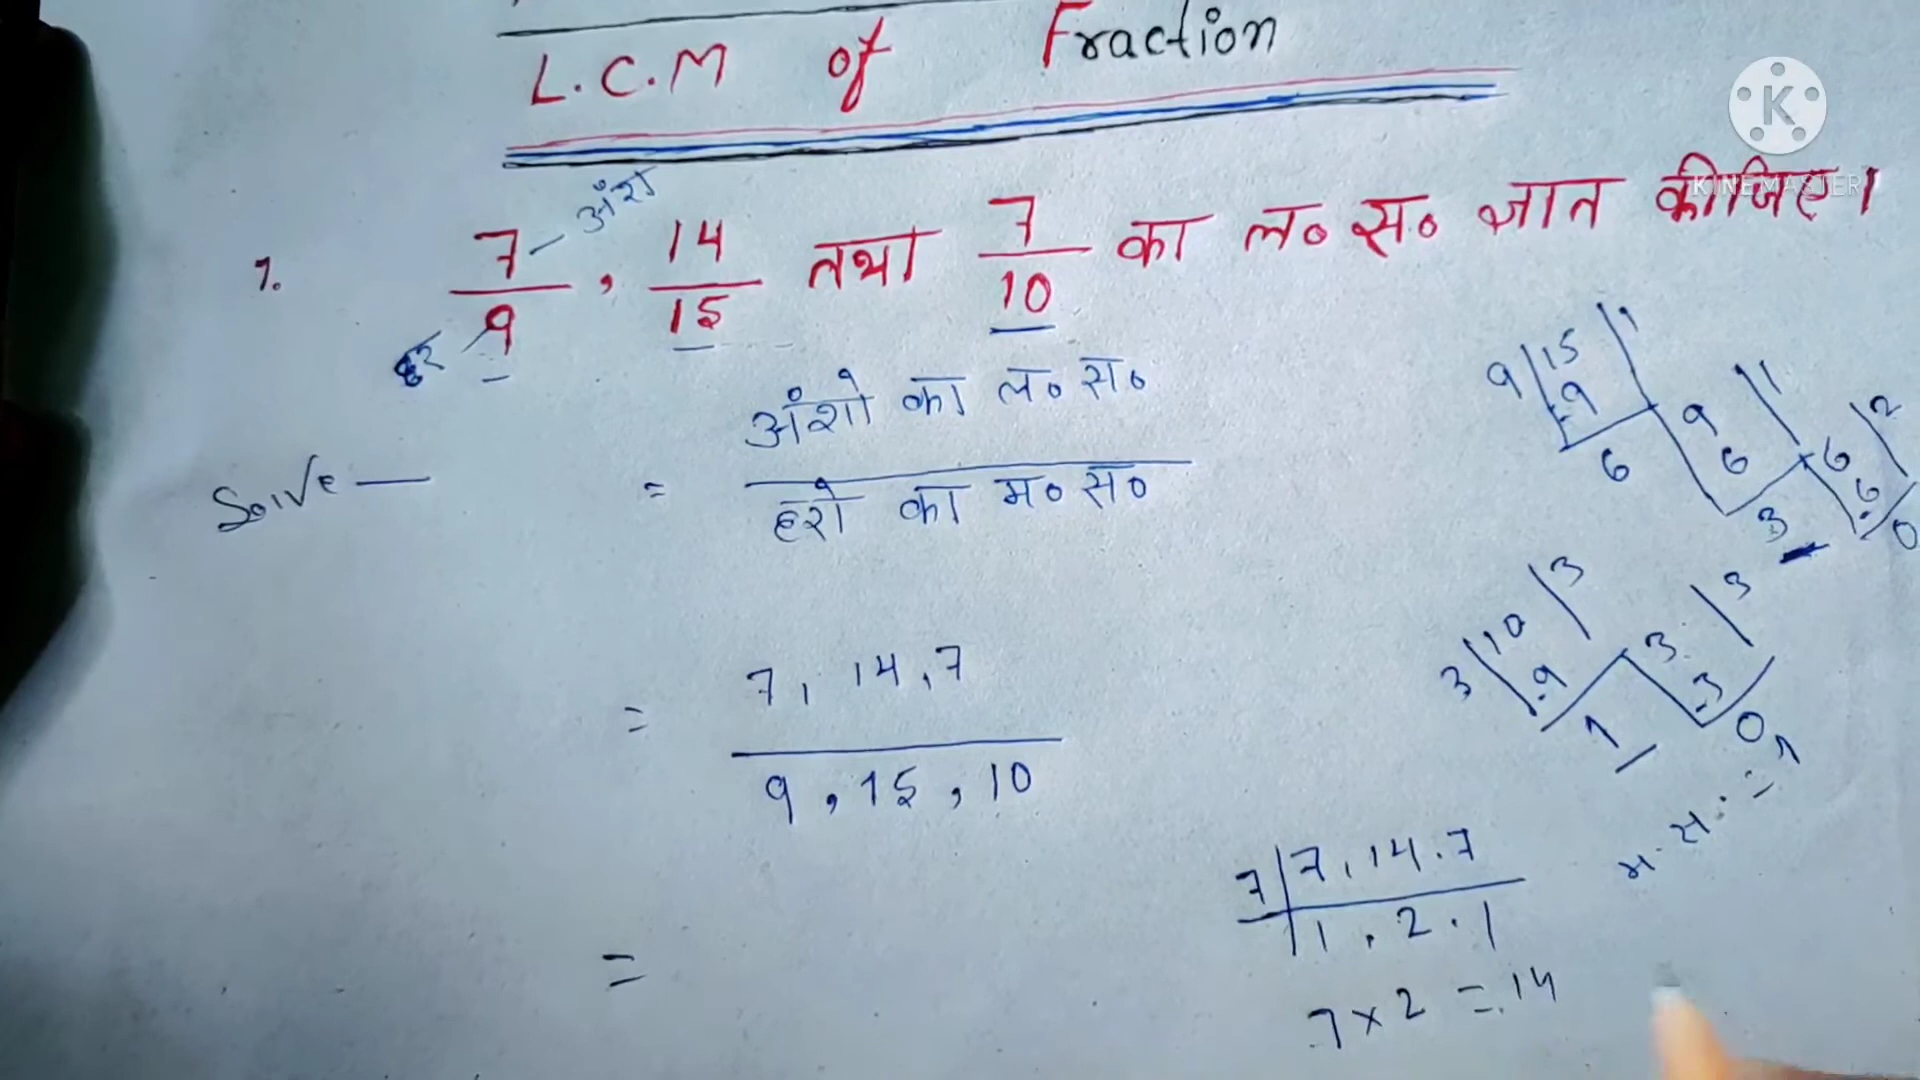 L.C.M of Fraction
K
KINEMASTER
1. 7/9, 14/15 तथा 7/10 का ल० स० ज्ञात कीजिए।
अंश
हर
Solve — = अंशो का ल० स० / हरो का म० स०
= 7, 14, 7 / 9, 15, 10
=
9 | 15 | 1
9
6 | 9 | 1
6
3 | 6 | 2
6
0
3 | 10 | 3
9
1 | 3 | 3
3
0
म. स. = 1
7 | 7, 14, 7
1, 2, 1
7 × 2 = 14